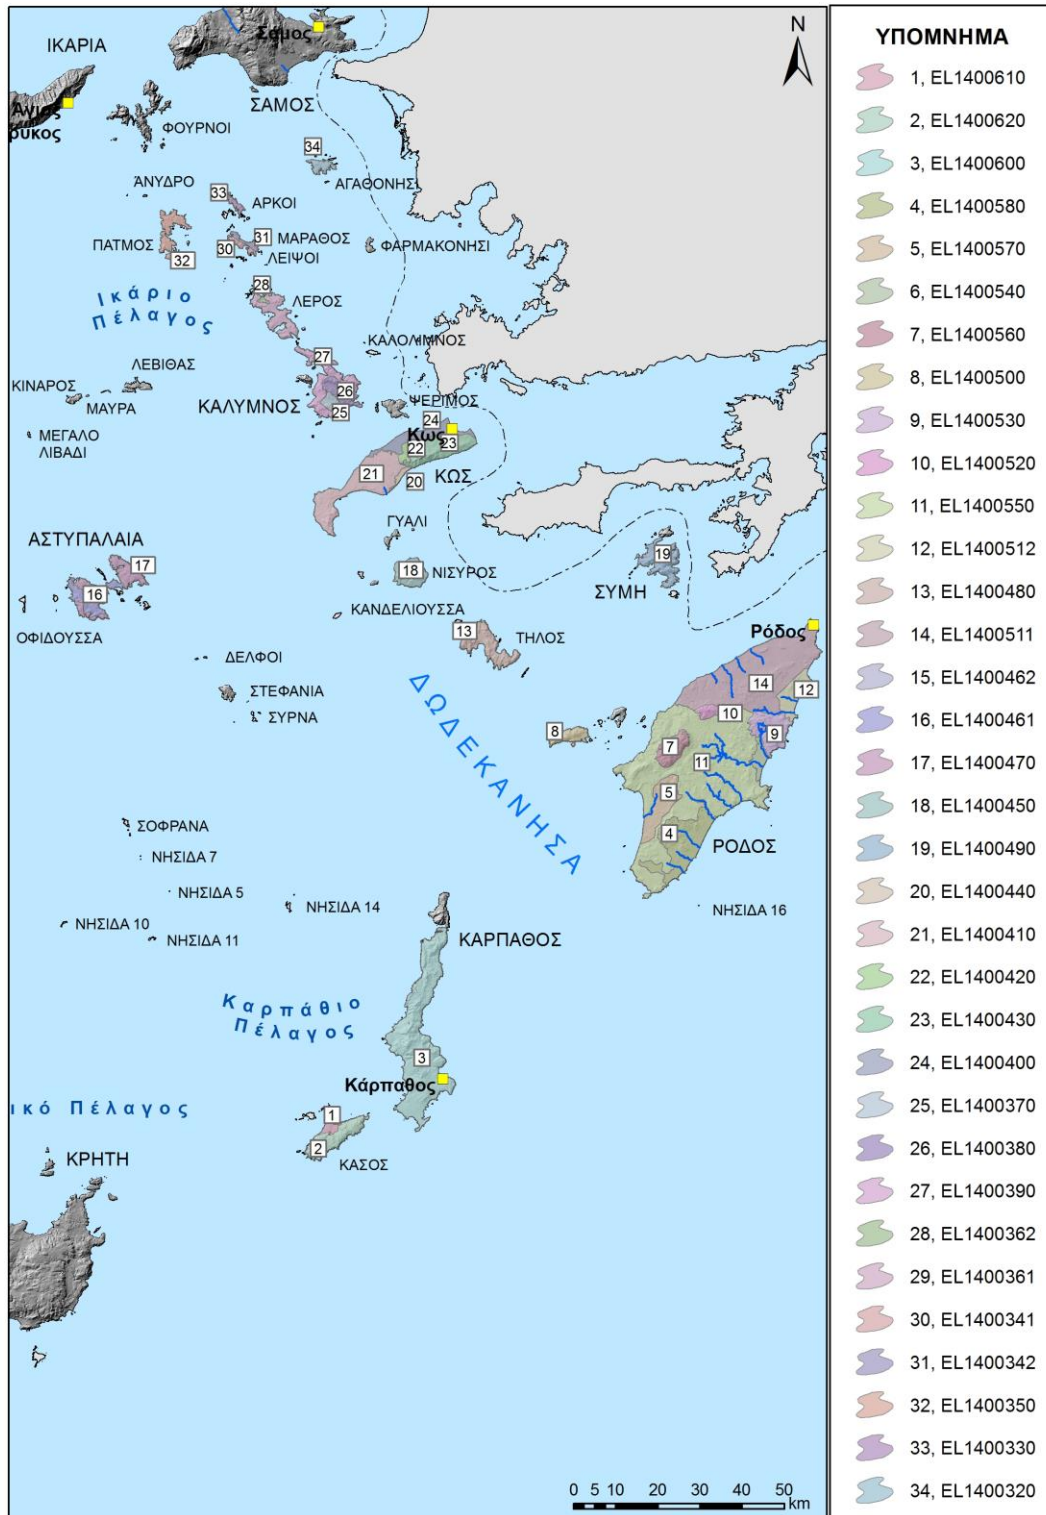 N
Σάμος
ΙΚΑΡΙΑ
Άγιος
ρυκος
ΣΑΜΟΣ
ΦΟΥΡΝΟΙ
34
ΑΓΑΘΟΝΗΣΙ
ΆΝΥΔΡΟ
33
ΑΡΚΟΙ
ΠΑΤΜΟΣ
30
31
ΜΑΡΑΘΟΣ
ΦΑΡΜΑΚΟΝΗΣΙ
32
ΛΕΙΨΟΙ
28
ΛΕΡΟΣ
Ικάριο
Πέλαγος
ΚΑΛΟΛΙΜΝΟΣ
27
ΛΕΒΙΘΑΣ
ΚΙΝΑΡΟΣ
26
ΜΑΥΡΑ
ΚΑΛΥΜΝΟΣ
25
ΨΕΡΙΜΟΣ
24
ΜΕΓΑΛΟ
ΛΙΒΑΔΙ
Κως
22
23
21
20
ΚΩΣ
ΓΥΑΛΙ
ΑΣΤΥΠΑΛΑΙΑ
17
19
18
ΝΙΣΥΡΟΣ
16
ΣΥΜΗ
ΟΦΙΔΟΥΣΣΑ
ΚΑΝΔΕΛΙΟΥΣΣΑ
13
ΤΗΛΟΣ
Ρόδος
ΔΕΛΦΟΙ
14
12
ΣΤΕΦΑΝΙΑ
ΣΥΡΝΑ
10
8
9
7
11
ΔΩΔΕΚΑΝΗΣΑ
5
4
ΡΟΔΟΣ
ΣΟΦΡΑΝΑ
ΝΗΣΙΔΑ 7
ΝΗΣΙΔΑ 5
ΝΗΣΙΔΑ 14
ΝΗΣΙΔΑ 16
ΝΗΣΙΔΑ 10
ΝΗΣΙΔΑ 11
ΚΑΡΠΑΘΟΣ
Καρπάθιο
Πέλαγος
3
Κάρπαθος
ικό Πέλαγος
1
2
ΚΑΣΟΣ
ΚΡΗΤΗ
0 5 10 20 30 40 50
km
ΥΠΟΜΝΗΜΑ
1, EL1400610
2, EL1400620
3, EL1400600
4, EL1400580
5, EL1400570
6, EL1400540
7, EL1400560
8, EL1400500
9, EL1400530
10, EL1400520
11, EL1400550
12, EL1400512
13, EL1400480
14, EL1400511
15, EL1400462
16, EL1400461
17, EL1400470
18, EL1400450
19, EL1400490
20, EL1400440
21, EL1400410
22, EL1400420
23, EL1400430
24, EL1400400
25, EL1400370
26, EL1400380
27, EL1400390
28, EL1400362
29, EL1400361
30, EL1400341
31, EL1400342
32, EL1400350
33, EL1400330
34, EL1400320